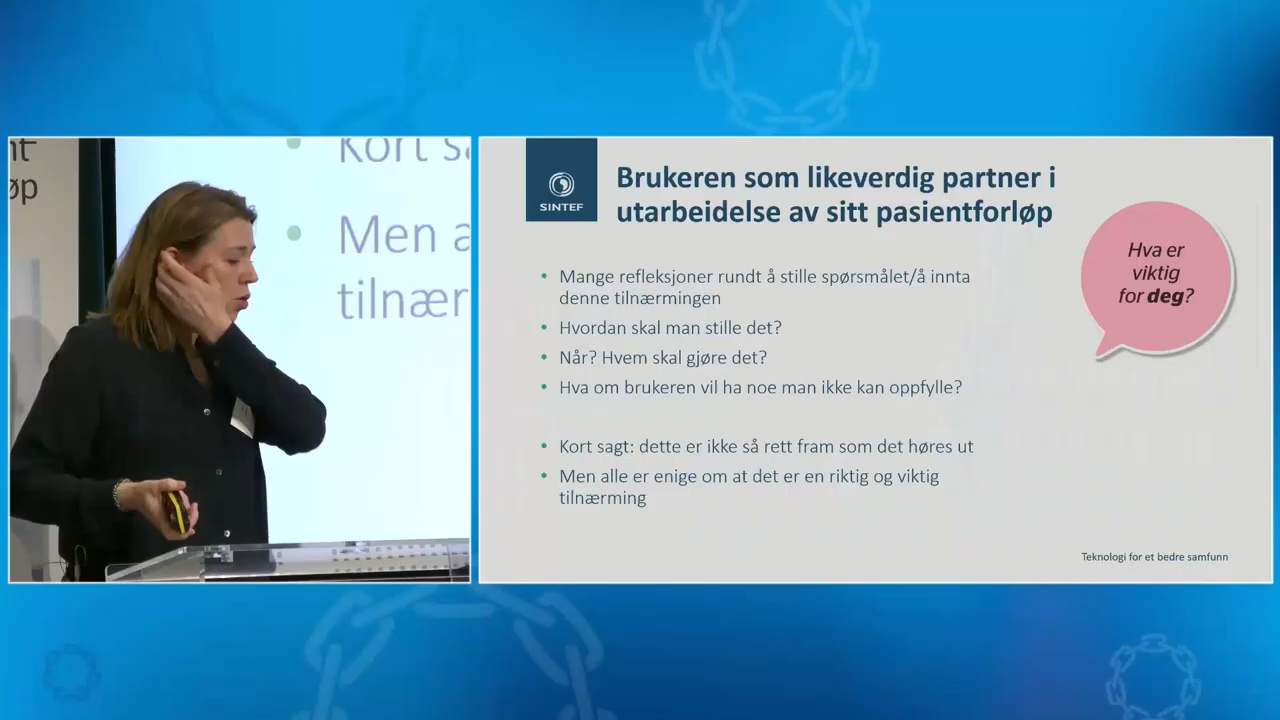 nt
øp
Kort sa
Men a
tilnær
SINTEF
Brukeren som likeverdig partner i
utarbeidelse av sitt pasientforløp
Mange refleksjoner rundt å stille spørsmålet/å innta
denne tilnærmingen
Hvordan skal man stille det?
Når? Hvem skal gjøre det?
Hva om brukeren vil ha noe man ikke kan oppfylle?
Kort sagt: dette er ikke så rett fram som det høres ut
Men alle er enige om at det er en riktig og viktig
tilnærming
Hva er
viktig
for deg?
Teknologi for et bedre samfunn